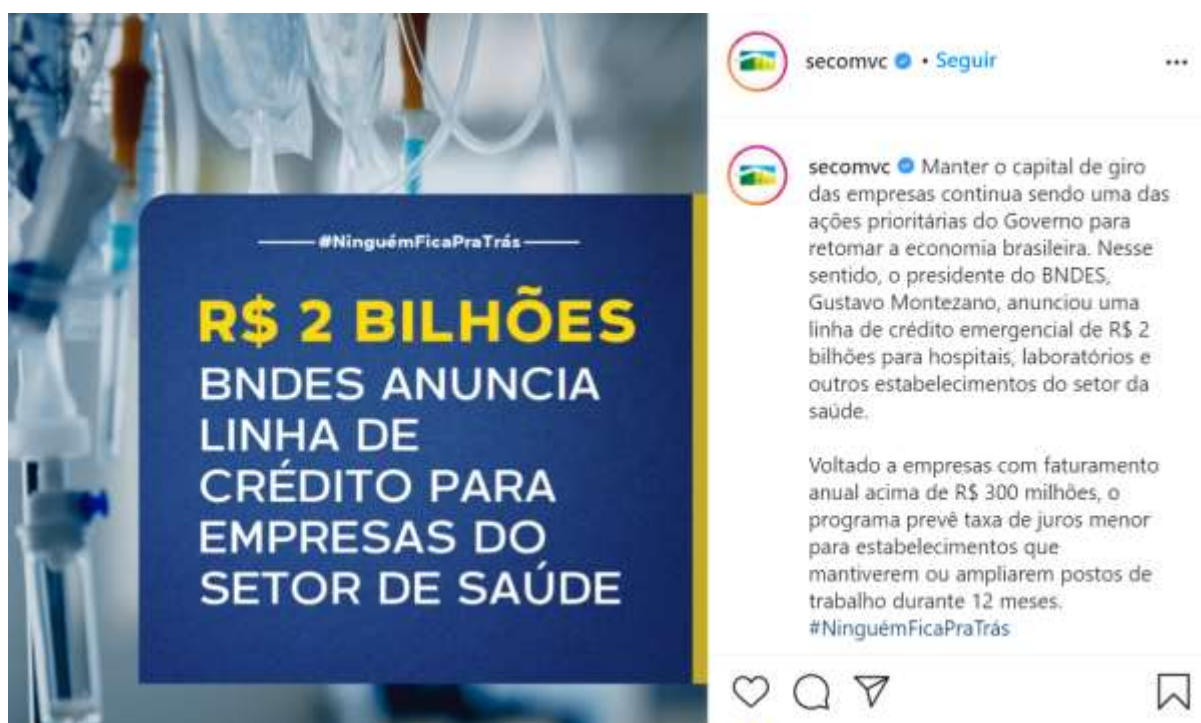 #NinguémFicaPraTrás
R$ 2 BILHÕES
BNDES ANUNCIA
LINHA DE
CRÉDITO PARA
EMPRESAS DO
SETOR DE SAÚDE
secomvc • Seguir
secomvc Manter o capital de giro
das empresas continua sendo uma das
ações prioritárias do Governo para
retomar a economia brasileira. Nesse
sentido, o presidente do BNDES,
Gustavo Montezano, anunciou uma
linha de crédito emergencial de R$ 2
bilhões para hospitais, laboratórios e
outros estabelecimentos do setor da
saúde.
Voltado a empresas com faturamento
anual acima de R$ 300 milhões, o
programa prevê taxa de juros menor
para estabelecimentos que
mantiverem ou ampliarem postos de
trabalho durante 12 meses.
#NinguémFicaPraTrás